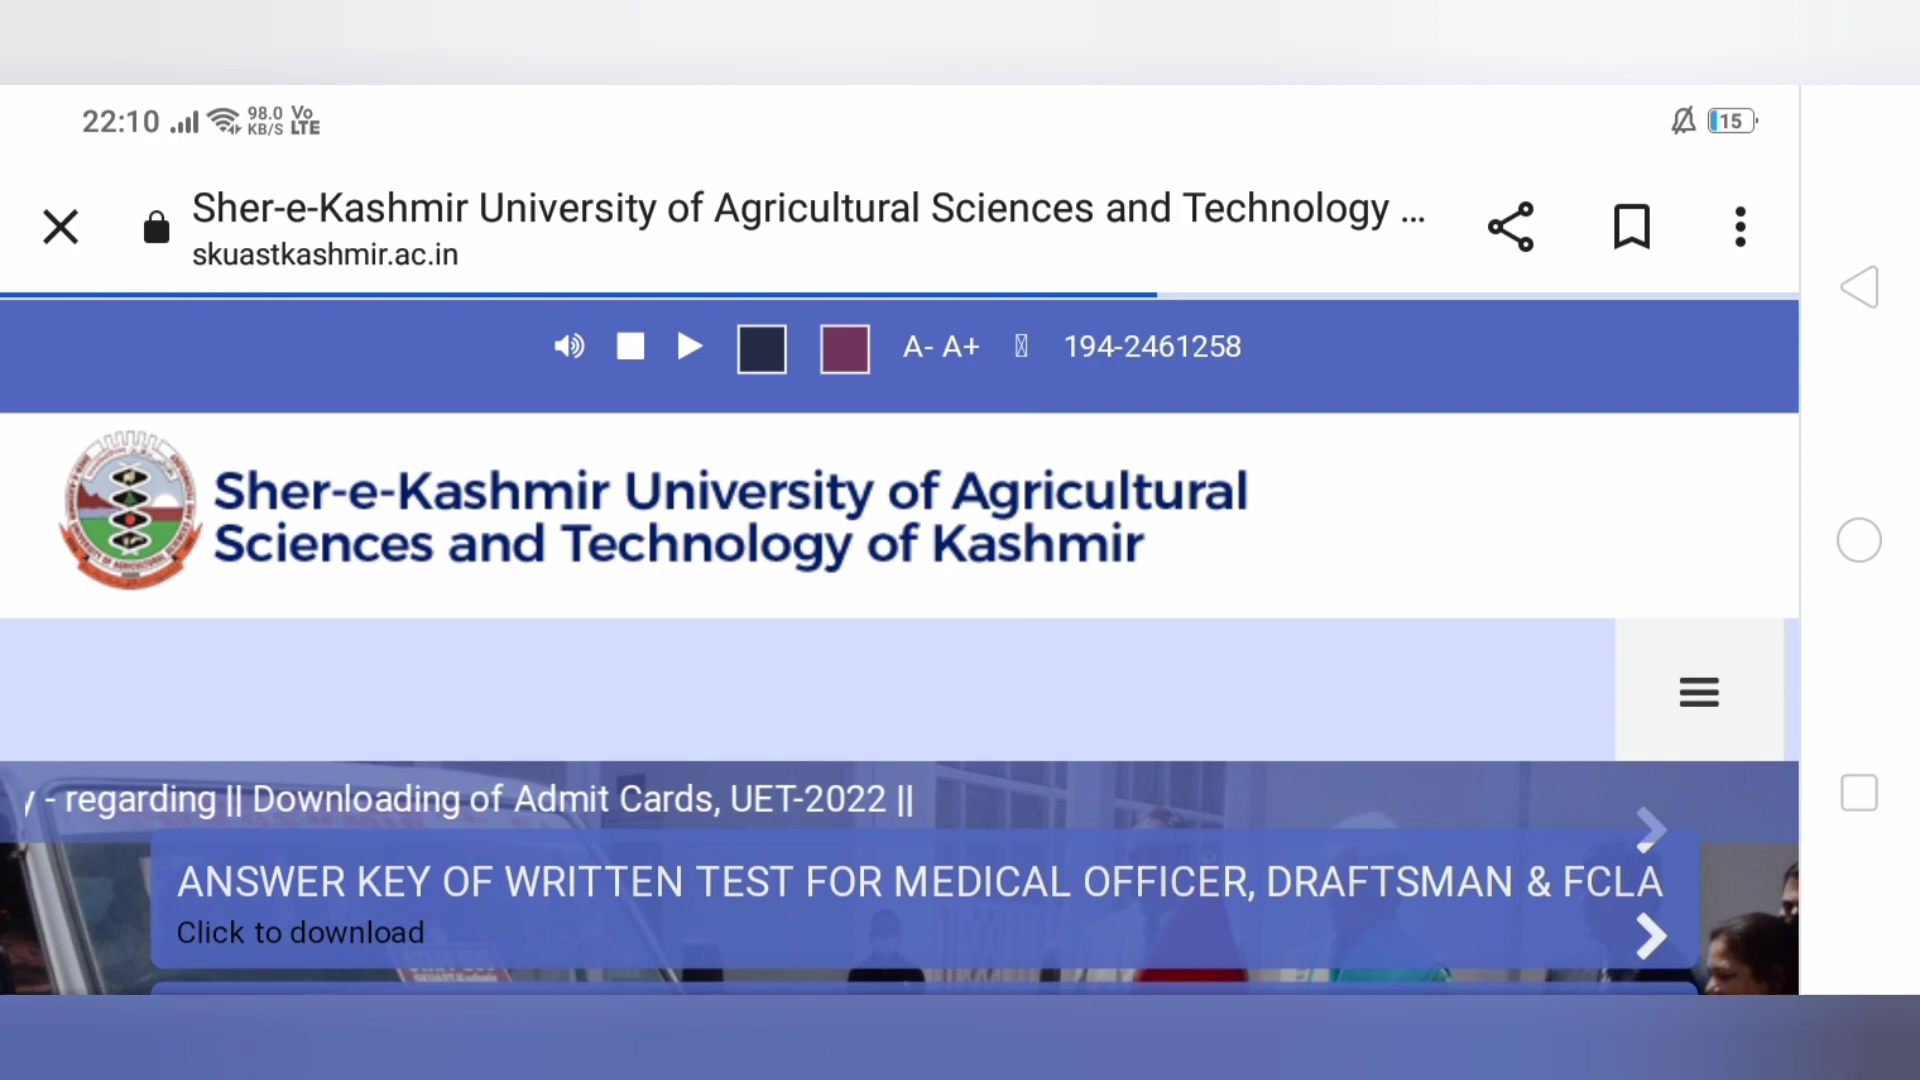 22:10 98.0 KB/S Vo LTE 15
Sher-e-Kashmir University of Agricultural Sciences and Technology ...
skuastkashmir.ac.in
A- A+ 194-2461258
Sher-e-Kashmir University of Agricultural
Sciences and Technology of Kashmir
- regarding || Downloading of Admit Cards, UET-2022 ||
ANSWER KEY OF WRITTEN TEST FOR MEDICAL OFFICER, DRAFTSMAN & FCLA
Click to download